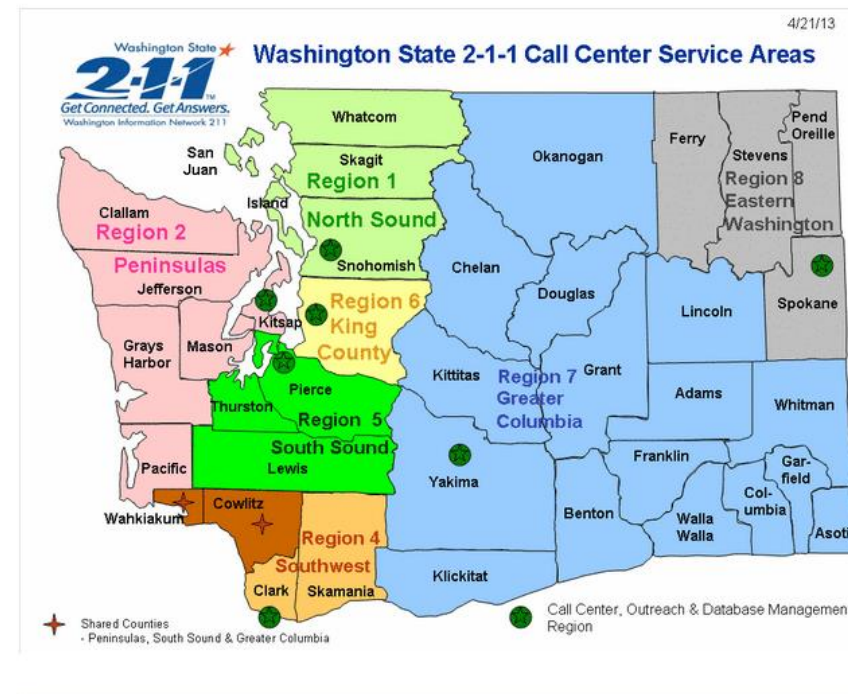 4/21/13
Washington State
2-1-1
TM
Get Connected. Get Answers.
Washington Information Network 211
Washington State 2-1-1 Call Center Service Areas
Whatcom
San
Juan
Skagit
Region 1
Island
North Sound
Snohomish
Clallam
Region 2
Peninsulas
Jefferson
Kitsap
Grays
Harbor
Mason
Region 6
King
County
Pierce
Thurston
Region 5
South Sound
Lewis
Pacific
Wahkiakum
Cowlitz
Region 4
Southwest
Clark
Skamania
Okanogan
Chelan
Douglas
Kittitas
Region 7
Greater
Columbia
Grant
Yakima
Klickitat
Benton
Ferry
Stevens
Pend
Oreille
Region 8
Eastern
Washington
Spokane
Lincoln
Adams
Whitman
Franklin
Walla
Walla
Col-
umbia
Gar-
field
Asoti
Shared Counties
- Peninsulas, South Sound & Greater Columbia
Call Center, Outreach & Database Managemen
Region